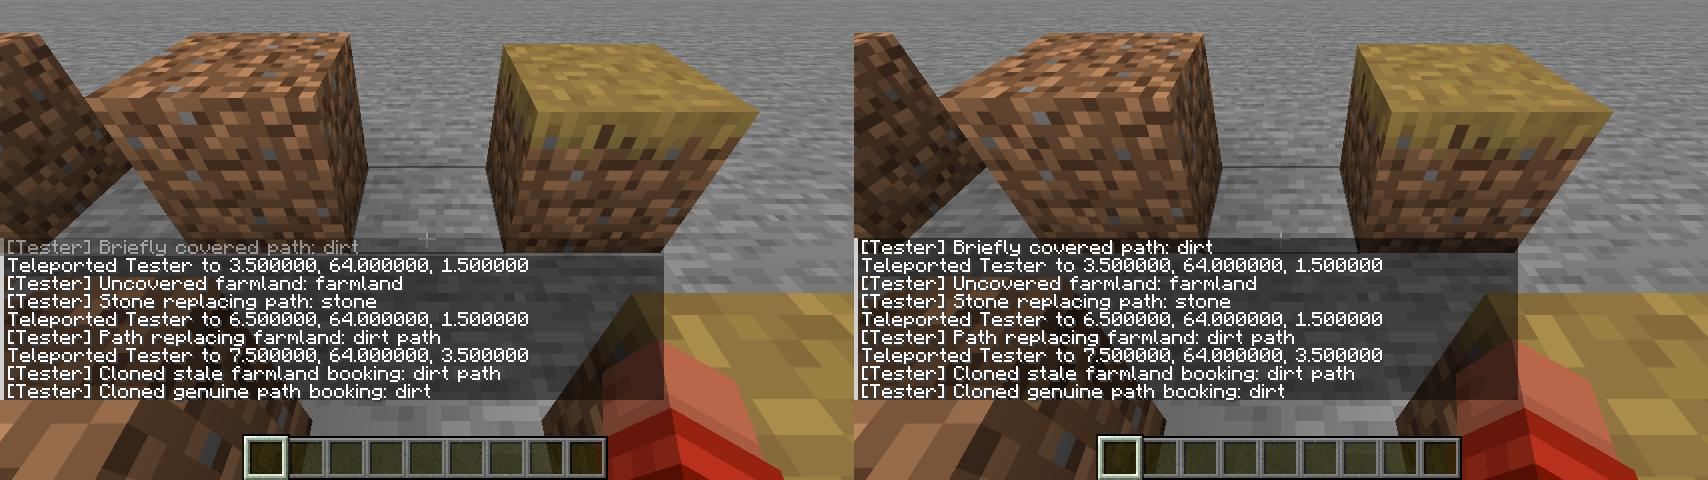 [Tester] Briefly covered path: dirt
Teleported Tester to 3.500000, 64.000000, 1.500000
[Tester] Uncovered farmland: farmland
[Tester] Stone replacing path: stone
Teleported Tester to 6.500000, 64.000000, 1.500000
[Tester] Path replacing farmland: dirt path
Teleported Tester to 7.500000, 64.000000, 3.500000
[Tester] Cloned stale farmland booking: dirt path
[Tester] Cloned genuine path booking: dirt
[Tester] Briefly covered path: dirt
Teleported Tester to 3.500000, 64.000000, 1.500000
[Tester] Uncovered farmland: farmland
[Tester] Stone replacing path: stone
Teleported Tester to 6.500000, 64.000000, 1.500000
[Tester] Path replacing farmland: dirt path
Teleported Tester to 7.500000, 64.000000, 3.500000
[Tester] Cloned stale farmland booking: dirt path
[Tester] Cloned genuine path booking: dirt